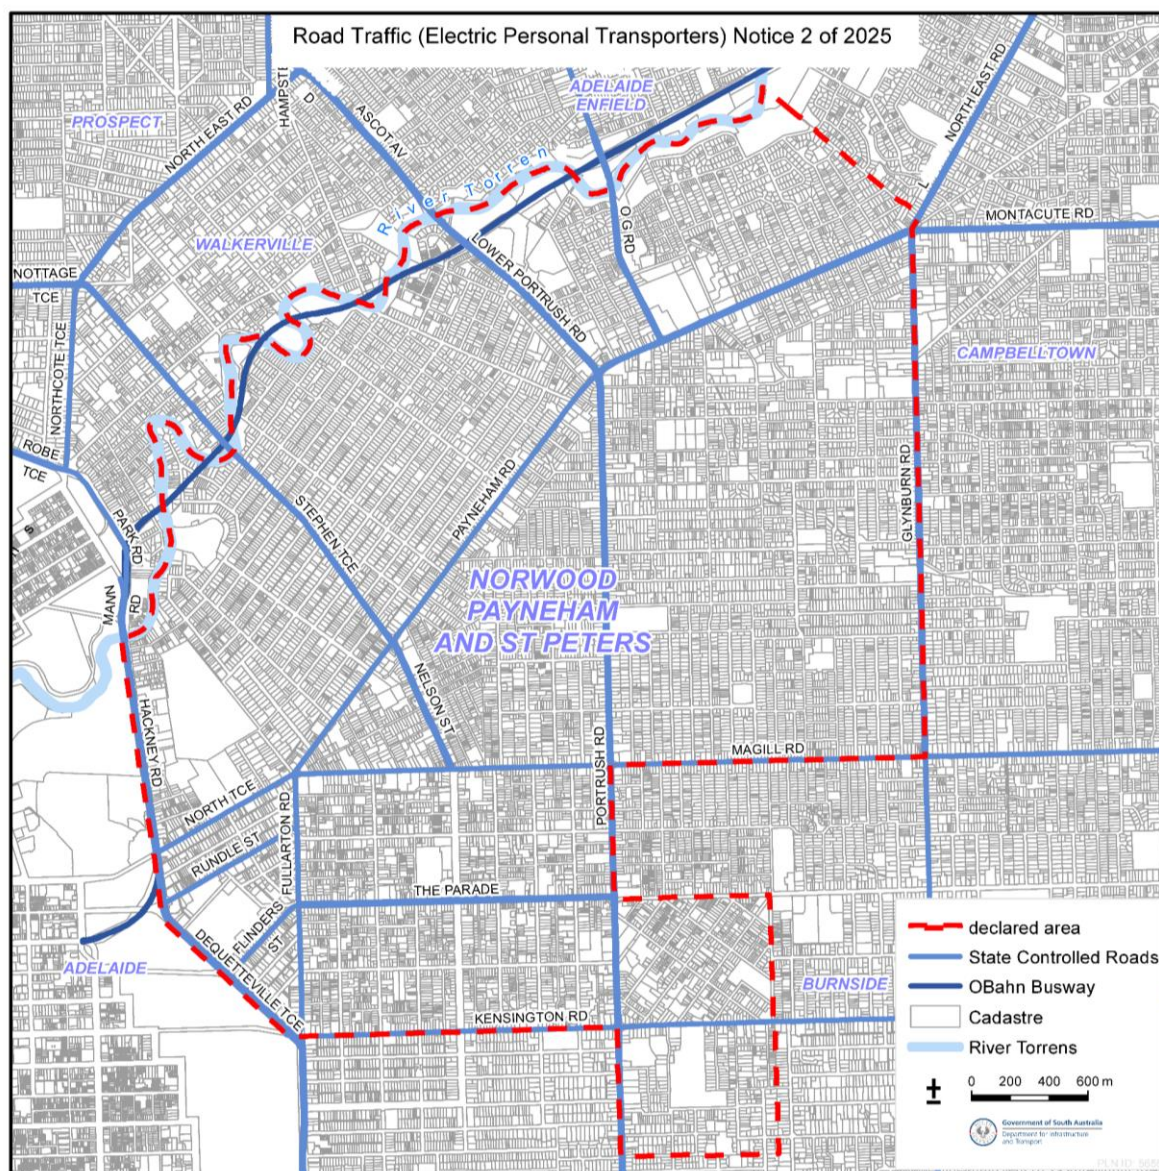 Road Traffic (Electric Personal Transporters) Notice 2 of 2025
PROSPECT
NORTH EAST RD
HAMPSTE
D
ASCOT AV
ADELAIDE
ENFIELD
NORTH EAST RD
L
River Torren
WALKERVILLE
O G RD
MONTACUTE RD
NOTTAGE
TCE
LOWER PORTRUSH RD
NORTHCOTE TCE
CAMPBELLTOWN
ROBE
TCE
PAYNEHAM RD
GLYNBURN RD
STEPHEN TCE
PARK RD
s
MANN
RD
NORWOOD
PAYNEHAM
AND ST PETERS
NELSON ST
HACKNEY RD
PORTRUSH RD
MAGILL RD
NORTH TCE
FULLARTON RD
RUNDLE ST
THE PARADE
FLINDERS
ST
DEQUETTEVILLE TCE
ADELAIDE
KENSINGTON RD
BURNSIDE
declared area
State Controlled Roads
OBahn Busway
Cadastre
River Torrens
0 200 400 600 m
Government of South Australia
Department for Infrastructure
and Transport